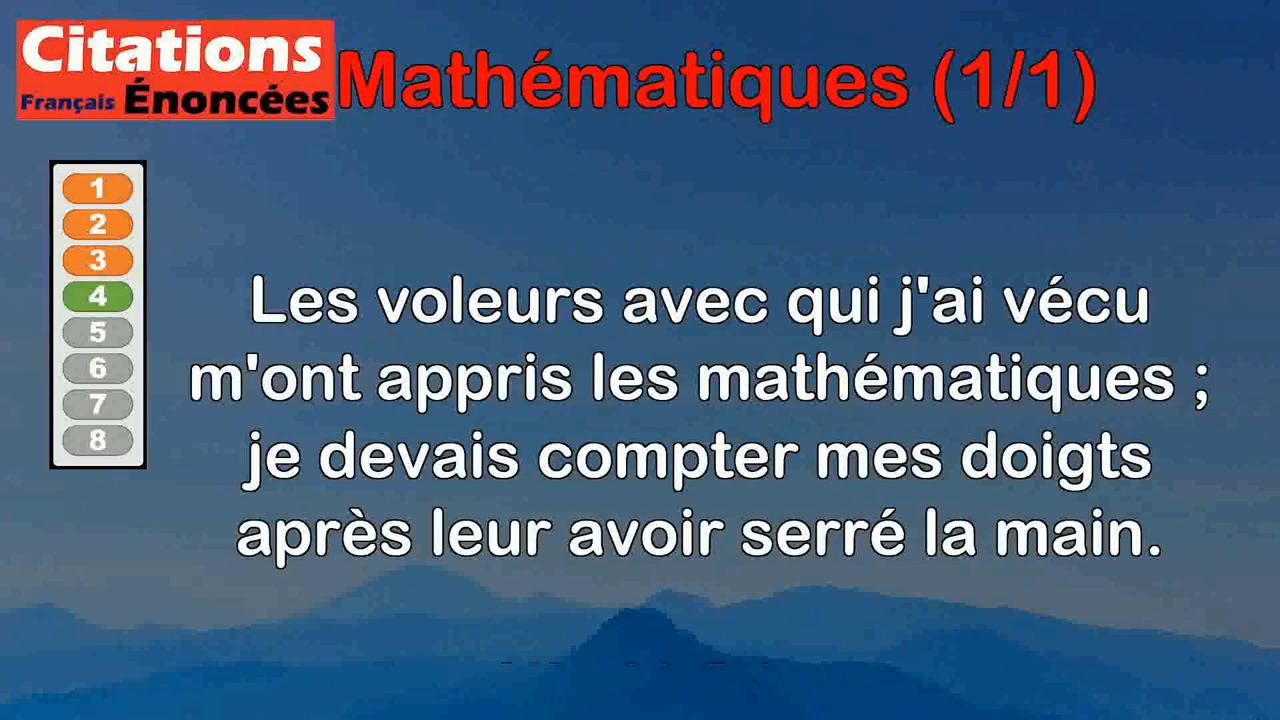 Citations
Français Énoncées
Mathématiques (1/1)
1
2
3
4
5
6
7
8
Les voleurs avec qui j'ai vécu
m'ont appris les mathématiques ;
je devais compter mes doigts
après leur avoir serré la main.